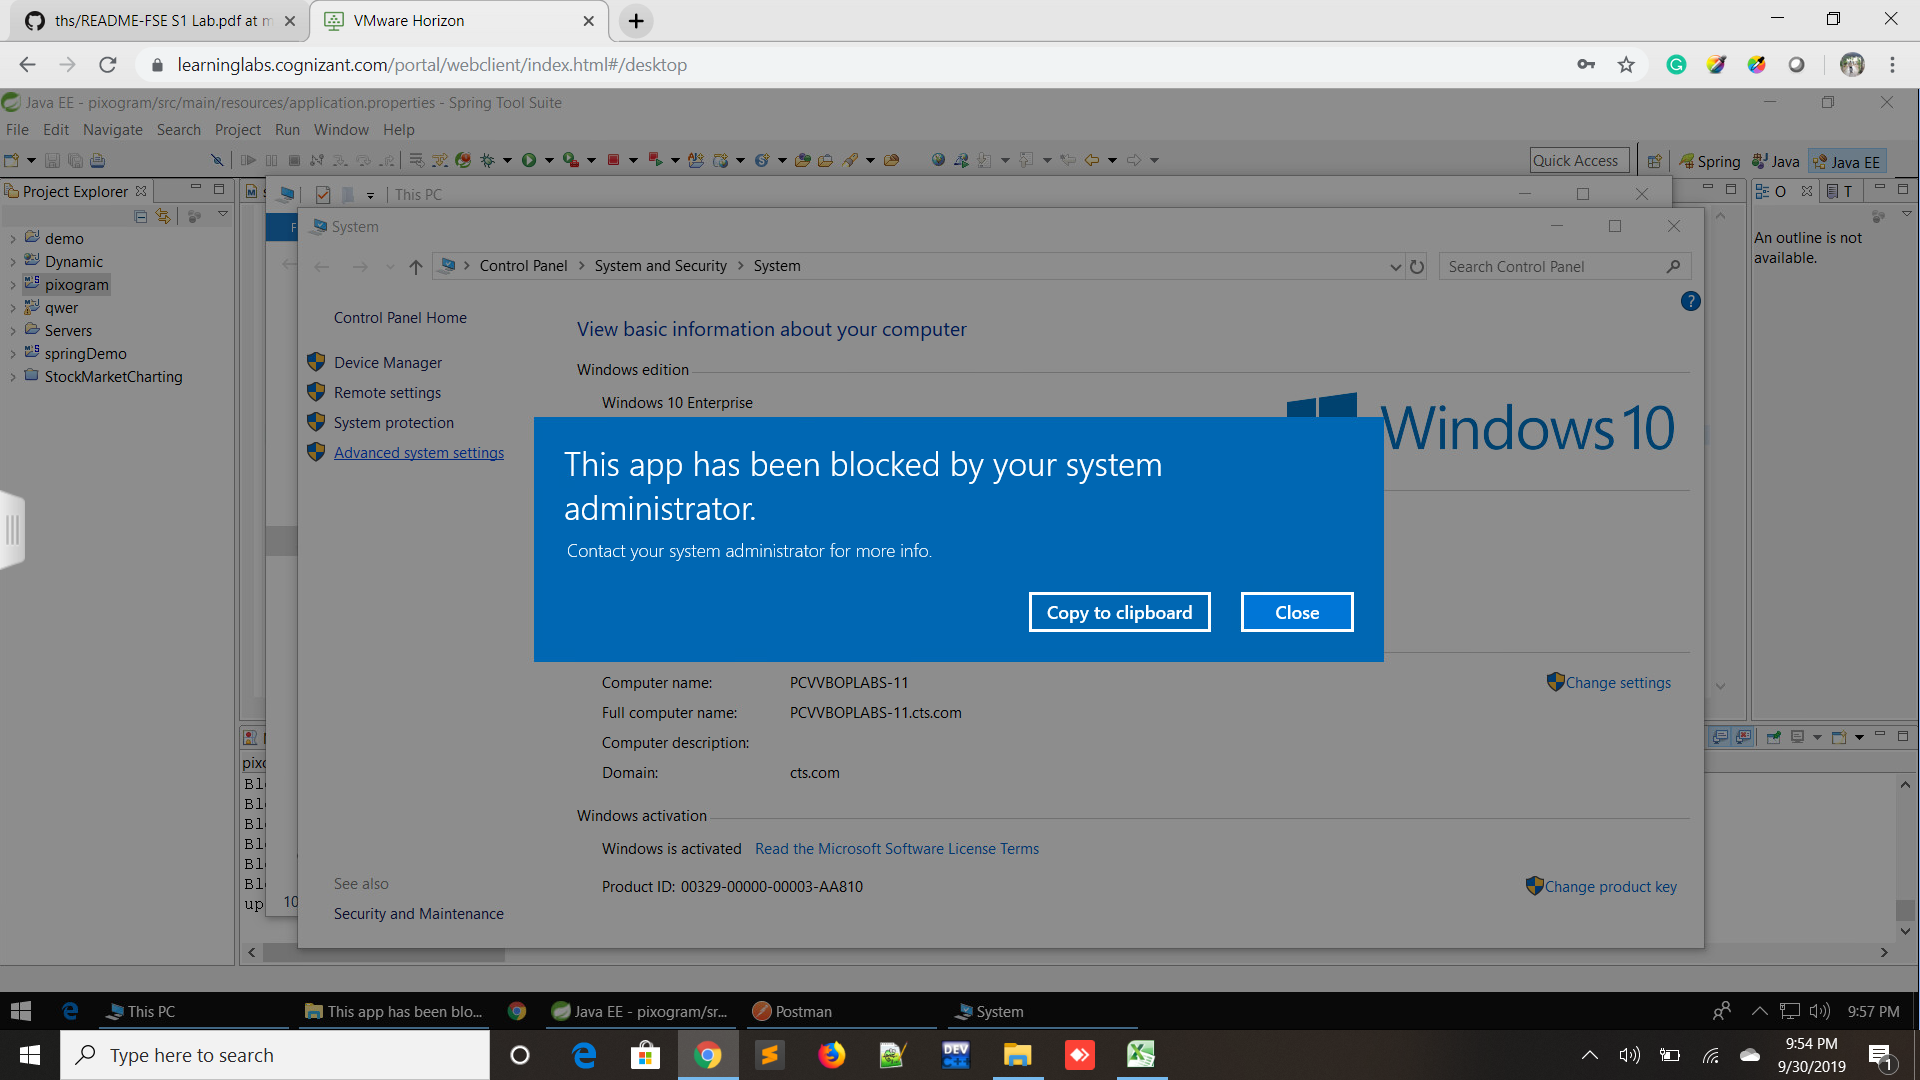 ths/README-FSE S1 Lab.pdf at m
VMware Horizon
learninglabs.cognizant.com/portal/webclient/index.html#/desktop
Java EE - pixogram/src/main/resources/application.properties - Spring Tool Suite
File Edit Navigate Search Project Run Window Help
Quick Access
Spring
Java
Java EE
Project Explorer
This PC
O
T
F
System
demo
Dynamic
pixogram
qwer
Servers
springDemo
StockMarketCharting
An outline is not
available.
Control Panel > System and Security > System
Search Control Panel
Control Panel Home
Device Manager
Remote settings
System protection
Advanced system settings
View basic information about your computer
Windows edition
Windows 10 Enterprise
Windows 10
This app has been blocked by your system
administrator.
Contact your system administrator for more info.
Copy to clipboard
Close
Computer name: PCVVBOPLABS-11
Change settings
Full computer name: PCVVBOPLABS-11.cts.com
Computer description:
Domain: cts.com
Windows activation
Windows is activated Read the Microsoft Software License Terms
Product ID: 00329-00000-00003-AA810
Change product key
See also
Security and Maintenance
pixo
Bl
Bl
Bl
Bl
Bl
Bl
up
10
This PC
This app has been blo...
Java EE - pixogram/sr...
Postman
System
9:57 PM
Type here to search
DEV
9:54 PM
9/30/2019
1